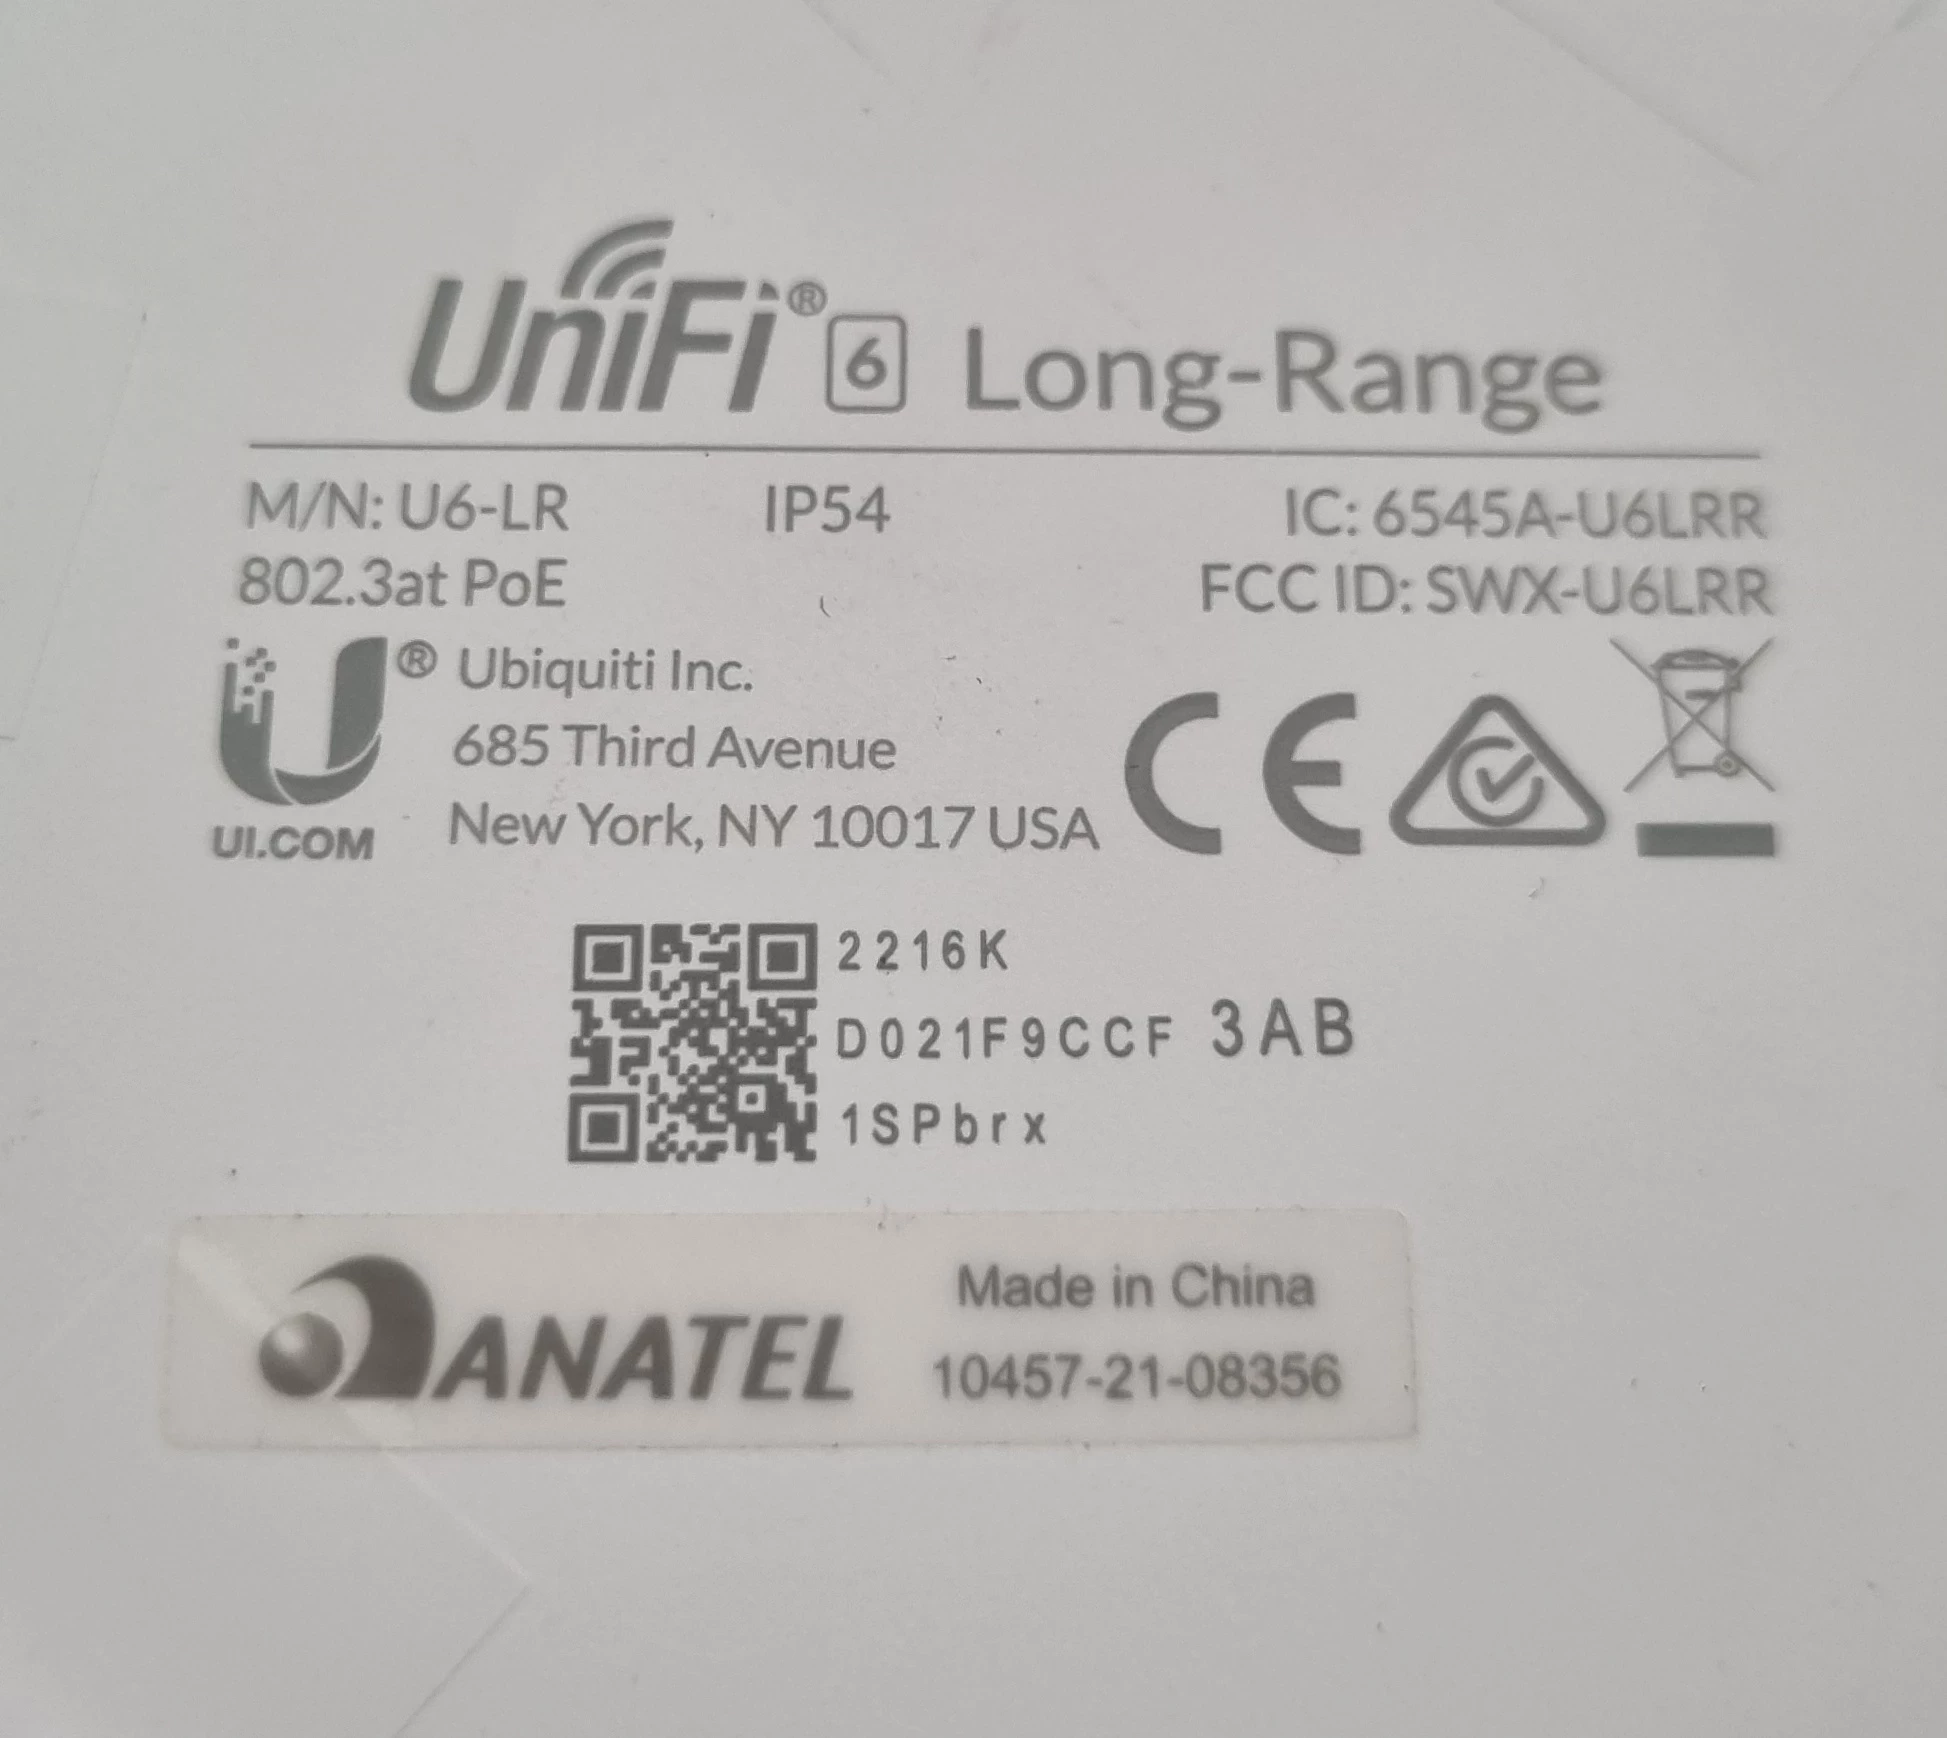 UniFi® 6 Long-Range
M/N: U6-LR IP54 IC: 6545A-U6LRR
802.3at PoE FCC ID: SWX-U6LRR
® Ubiquiti Inc.
685 Third Avenue
New York, NY 10017 USA
UI.COM
CE
2216K
D021F9CCF 3AB
1SPbrx
ANATEL
Made in China
10457-21-08356